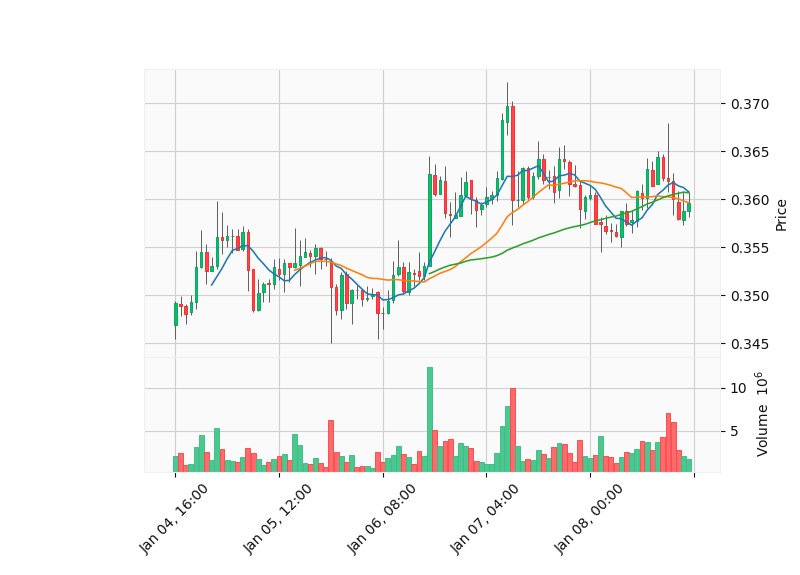 0.370
0.365
0.360
0.355
0.350
0.345
Price
10
5
Volume 10^6
Jan 04, 16:00
Jan 05, 12:00
Jan 06, 08:00
Jan 07, 04:00
Jan 08, 00:00